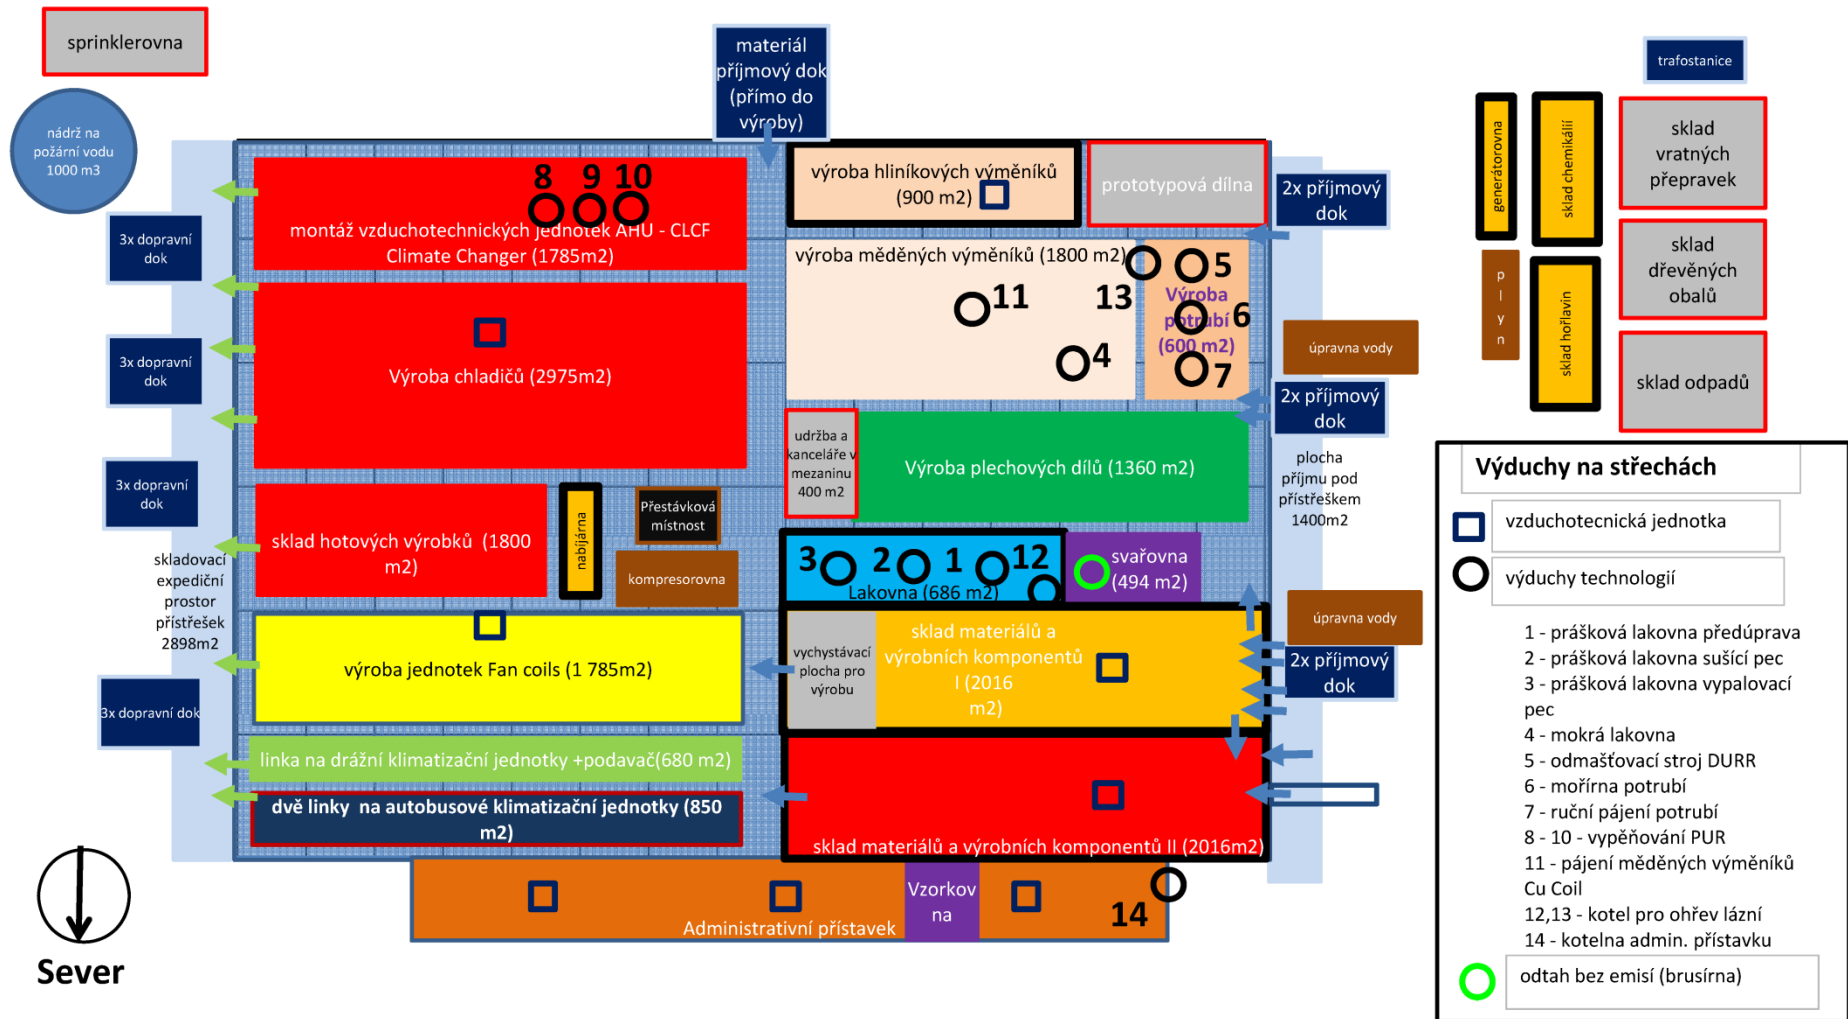 sprinklerovna
nádrž na
požární vodu
1000 m3
materiál
příjmový dok
(přímo do
výroby)
trafostanice
generátorovna
sklad chemikálií
sklad
vratných
přepravek
8 9 10
montáž vzduchotechnických jednotek AHU - CLCF
Climate Changer (1785m2)
výroba hliníkových výměníků
(900 m2)
prototypová dílna
2x příjmový
dok
3x dopravní
dok
výroba měděných výměníků (1800 m2)
11
13
4
5
Výroba
potrubí
(600 m2)
6
7
plyn
sklad hořlavin
sklad
dřevěných
obalů
úpravna vody
3x dopravní
dok
Výroba chladičů (2975m2)
sklad odpadů
2x příjmový
dok
udržba a
kanceláře v
mezaninu
400 m2
Výroba plechových dílů (1360 m2)
plocha
příjmu pod
přístřeškem
1400m2
3x dopravní
dok
sklad hotových výrobků (1800
m2)
nabíjárna
Přestávková
místnost
kompresorovna
3 2 1 12
Lakovna (686 m2)
svařovna
(494 m2)
skladovací
expediční
prostor
přístřešek
2898m2
úpravna vody
2x příjmový
dok
výroba jednotek Fan coils (1 785m2)
vychystávací
plocha pro
výrobu
sklad materiálů a
výrobních komponentů
I (2016
m2)
3x dopravní dok
linka na drážní klimatizační jednotky +podavač(680 m2)
dvě linky na autobusové klimatizační jednotky (850
m2)
sklad materiálů a výrobních komponentů II (2016m2)
Vzorkov
na
Administrativní přístavek
14
Sever
Výduchy na střechách
vzduchotecnická jednotka
výduchy technologií
1 - prášková lakovna předúprava
2 - prášková lakovna sušící pec
3 - prášková lakovna vypalovací
pec
4 - mokrá lakovna
5 - odmašťovací stroj DURR
6 - mořírna potrubí
7 - ruční pájení potrubí
8 - 10 - vypěňování PUR
11 - pájení měděných výměníků
Cu Coil
12,13 - kotel pro ohřev lázní
14 - kotelna admin. přístavku
odtah bez emisí (brusírna)